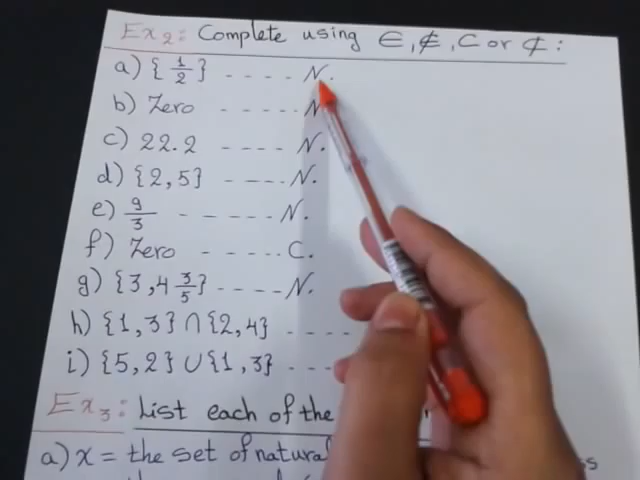 Ex2: Complete using ∈, ∉, ⊂ or ⊄ :
a) { 1/2 } ---- N.
b) Zero ----- N
c) 22.2 ---- N.
d) {2,5} ---- N.
e) 9/3 ------ N.
f) Zero ----- C.
g) {3,4 3/5} ---- N.
h) {1,3} ∩ {2,4} ----
i) {5,2} ∪ {1,3} ---
Ex3: List each of the
a) x = the set of natural